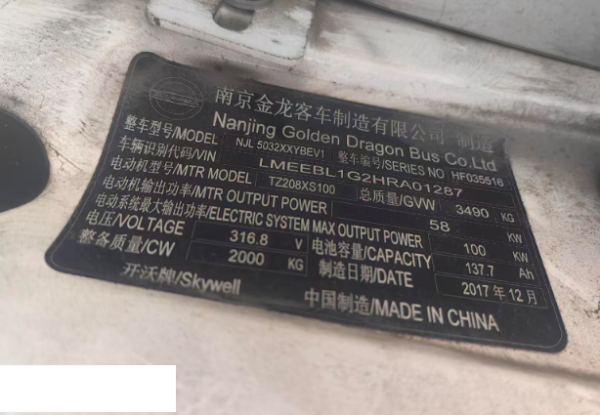 南京金龙客车制造有限公司 制造
Nanjing Golden Dragon Bus Co.Ltd
整车型号/MODEL NJL 5032XXYBEV1 整车编号/SERIES NO HF035516
车辆识别代码/VIN LMEEBL1G2HRA01287
电动机型号/MTR MODEL TZ208XS100 总质量/GVW 3490 KG
电动机输出功率/MTR OUTPUT POWER 58 KW
电动系统最大输出功率/ELECTRIC SYSTEM MAX OUTPUT POWER 100 KW
电压/VOLTAGE 316.8 V 电池容量/CAPACITY 137.7 Ah
整备质量/CW 2000 KG 制造日期/DATE 2017年12月
开沃牌/Skywell 中国制造/MADE IN CHINA